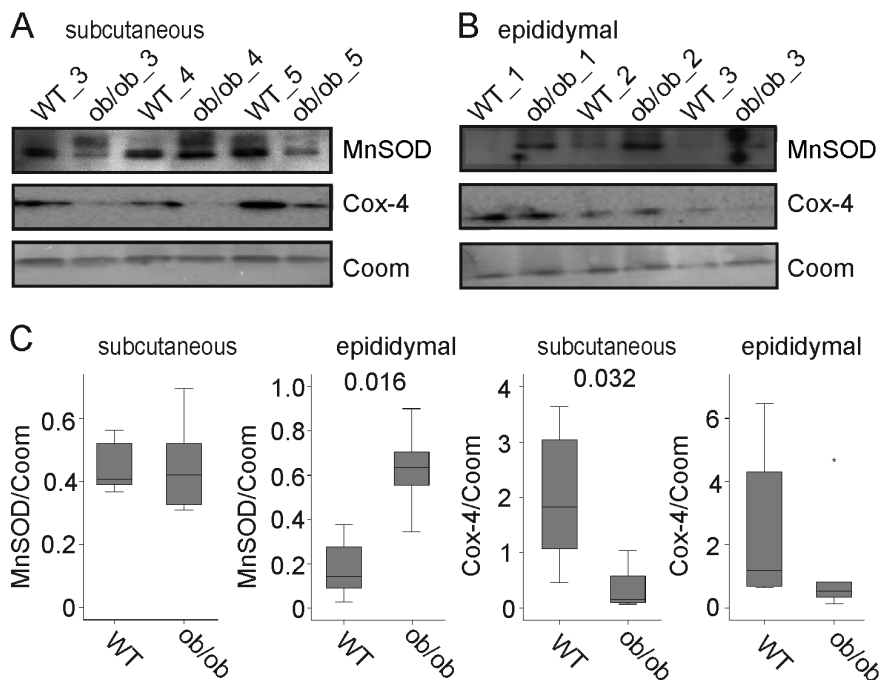 A subcutaneous
WT_3 ob/ob_3 WT_4 ob/ob_4 WT_5 ob/ob_5
MnSOD
Cox-4
Coom
B epididymal
WT_1 ob/ob_1 WT_2 ob/ob_2 WT_3 ob/ob_3
MnSOD
Cox-4
Coom
C
subcutaneous
MnSOD/Coom
0.6
0.4
0.2
0
WT ob/ob
epididymal
0.016
MnSOD/Coom
1.0
0.8
0.6
0.4
0.2
0
WT ob/ob
subcutaneous
0.032
Cox-4/Coom
4
3
2
1
0
WT ob/ob
epididymal
Cox-4/Coom
6
4
2
0
*
WT ob/ob